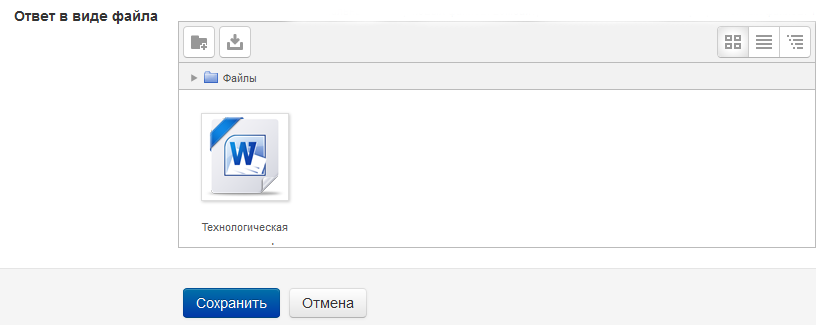 Ответ в виде файла
Файлы
W
Технологическая
Сохранить
Отмена